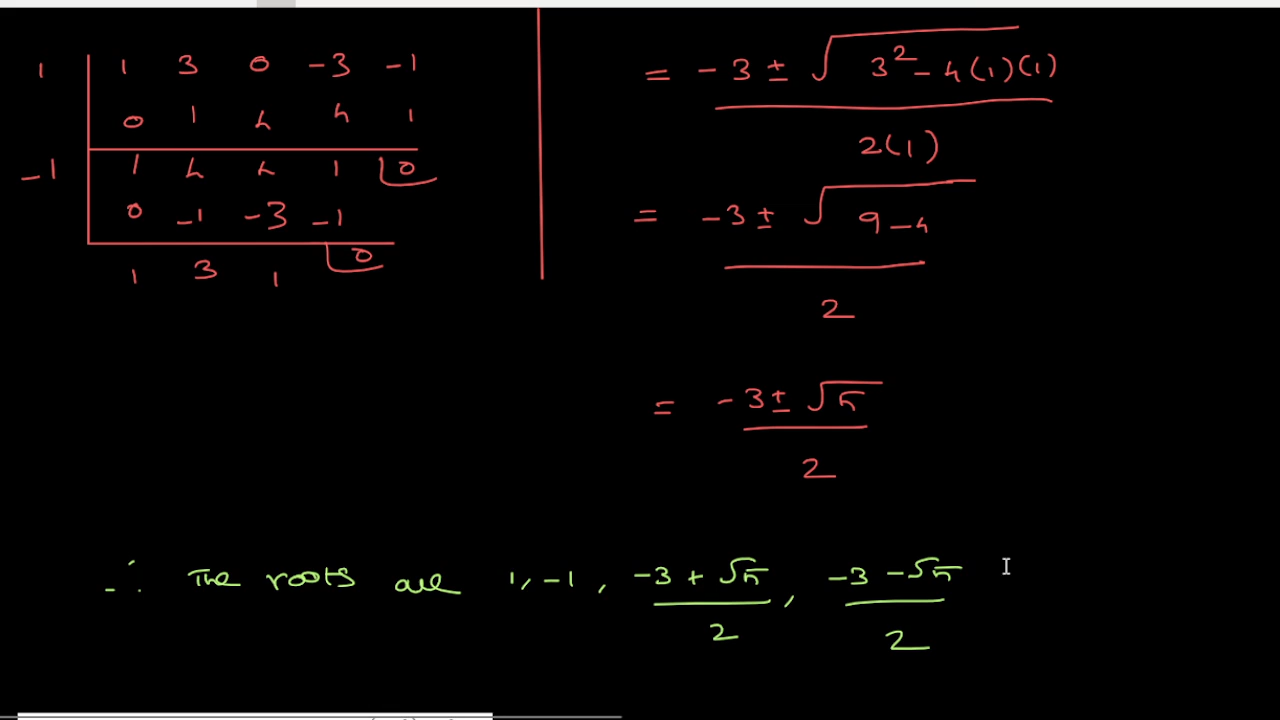 1 | 1 3 0 -3 -1
0 1 4 4 1
-1 | 1 4 4 1 | 0
0 -1 -3 -1
1 3 1 | 0
= -3 ± √(3² - 4(1)(1)) / 2(1)
= -3 ± √(9 - 4) / 2
= -3 ± √5 / 2
∴ The roots are 1, -1, -3 + √5 / 2, -3 - √5 / 2